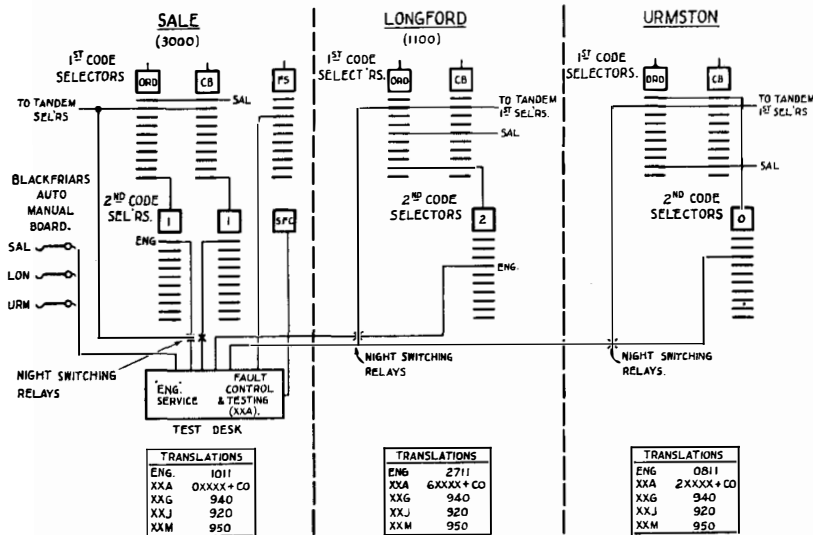 SALE
(3000)
1ST CODE
SELECTORS
ORD
CB
FS
SAL
TO TANDEM
SEL'RS
BLACKFRIARS
AUTO
MANUAL
BOARD.
SAL
LON
URM
2ND CODE
SEL'RS.
1
1
SFC
ENG
NIGHT SWITCHING
RELAYS
'ENG.'
SERVICE
FAULT
CONTROL
& TESTING
(XXA).
TEST DESK
TRANSLATIONS
ENG. 1011
XXA 0XXXX+CO
XXG 940
XXJ 920
XXM 950
LONGFORD
(1100)
1ST CODE
SELECT'RS.
ORD
CB
TO TANDEM
1ST SEL'RS.
SAL
2ND CODE
SELECTORS
2
ENG.
NIGHT SWITCHING
RELAYS
TRANSLATIONS
ENG 2711
XXA 6XXXX+CO
XXG 940
XXJ 920
XXM 950
URMSTON
1ST CODE
SELECTORS.
ORD
CB
TO TANDEM
1ST SEL'RS
SAL
2ND CODE
SELECTORS
0
NIGHT SWITCHING
RELAYS.
TRANSLATIONS
ENG 0811
XXA 2XXXX+CO
XXG 940
XXJ 920
XXM 950